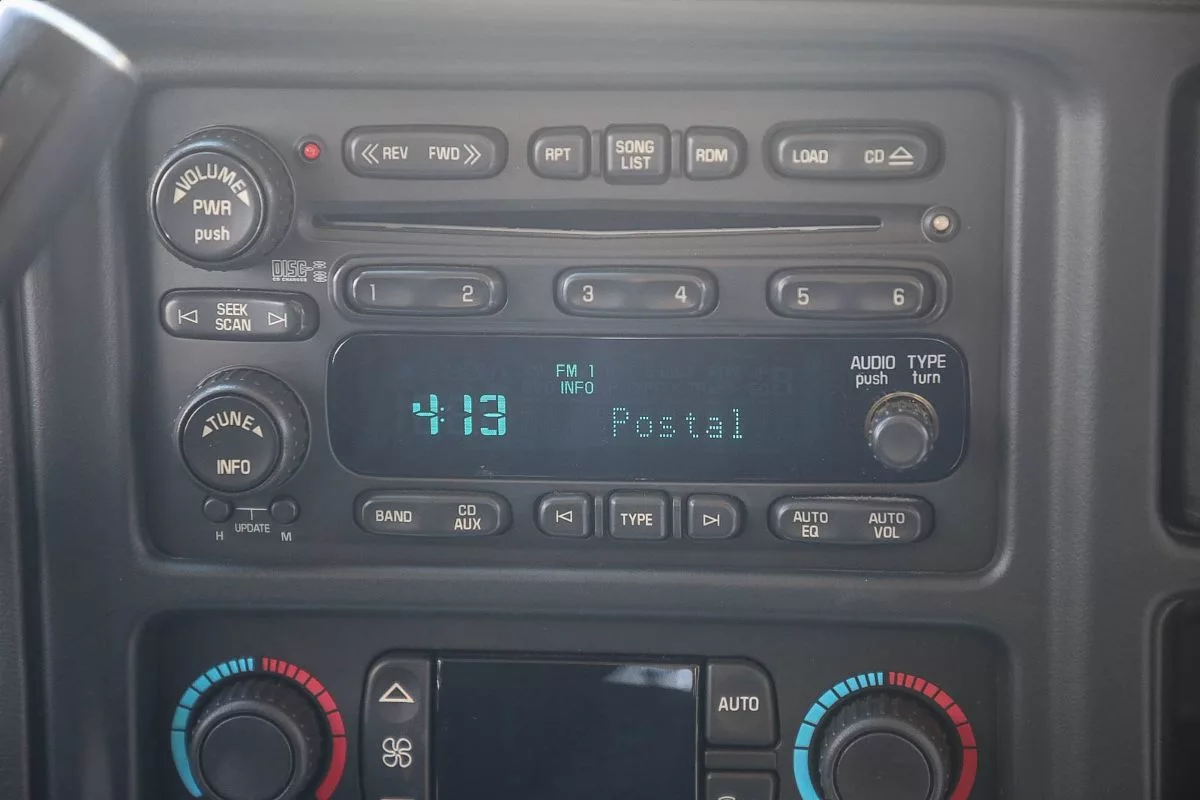 REV FWD
RPT
SONG
LIST
RDM
LOAD CD
VOLUME
PWR
push
DISC
CD CHANGER
1 2
3 4
5 6
SEEK
SCAN
FM 1
INFO
4:13
Postal
AUDIO TYPE
push turn
TUNE
INFO
UPDATE
H M
BAND
CD
AUX
TYPE
AUTO
EQ
AUTO
VOL
AUTO